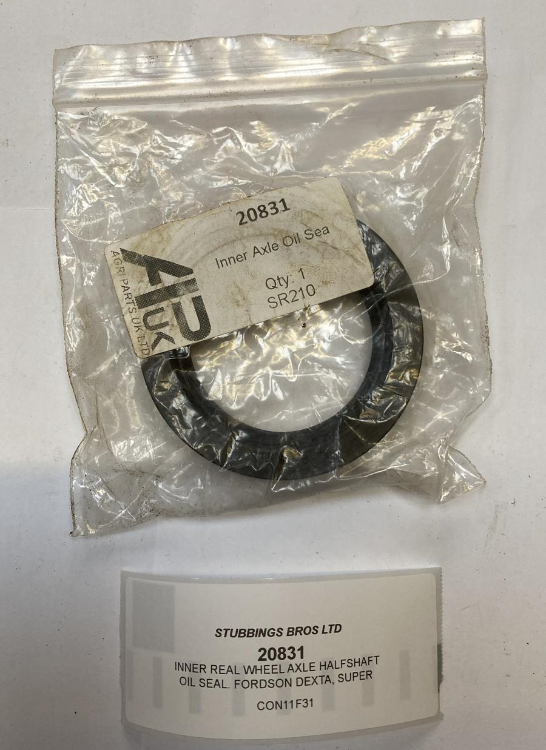 20831
Inner Axle Oil Sea
Qty: 1
SR210
AP
UK
AGRI PARTS UK LTD
STUBBINGS BROS LTD
20831
INNER REAL WHEEL AXLE HALFSHAFT
OIL SEAL. FORDSON DEXTA, SUPER
CON11F31